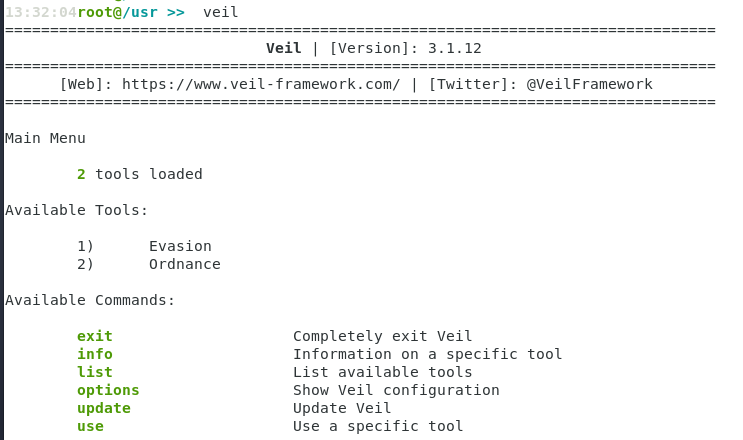 13:32:04root@/usr >>  veil
===============================================================================
                             Veil | [Version]: 3.1.12
===============================================================================
      [Web]: https://www.veil-framework.com/ | [Twitter]: @VeilFramework
===============================================================================
Main Menu
        2 tools loaded
Available Tools:
        1)      Evasion
        2)      Ordnance
Available Commands:
        exit                    Completely exit Veil
        info                    Information on a specific tool
        list                    List available tools
        options                 Show Veil configuration
        update                  Update Veil
        use                     Use a specific tool